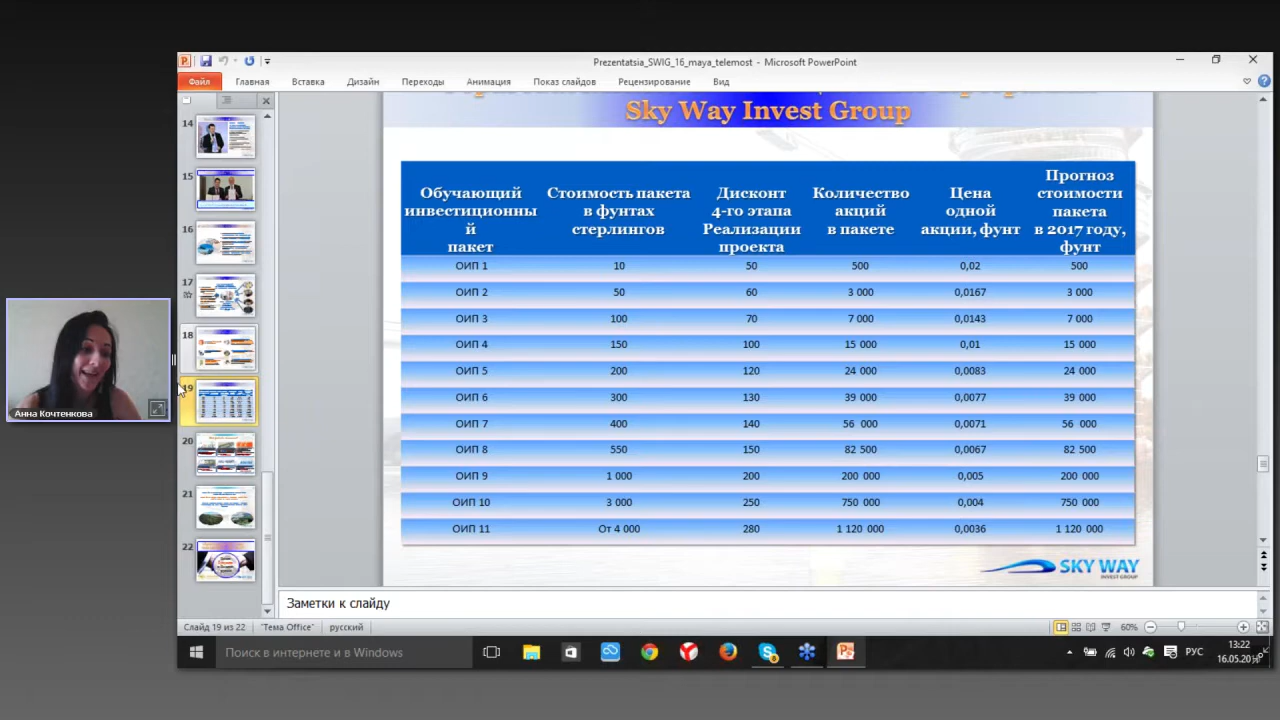 Prezentatsia_SWIG_16_maya_telemost - Microsoft PowerPoint
Файл Главная Вставка Дизайн Переходы Анимация Показ слайдов Рецензирование Вид
14
15
16
17
18
19
20
21
22
Анна Кочтенкова
Sky Way Invest Group
Обучающий
инвестиционны
й
пакет
Стоимость пакета
в фунтах
стерлингов
Дисконт
4-го этапа
Реализации
проекта
Количество
акций
в пакете
Цена
одной
акции, фунт
Прогноз
стоимости
пакета
в 2017 году,
фунт
ОИП 1 10 50 500 0,02 500
ОИП 2 50 60 3 000 0,0167 3 000
ОИП 3 100 70 7 000 0,0143 7 000
ОИП 4 150 100 15 000 0,01 15 000
ОИП 5 200 120 24 000 0,0083 24 000
ОИП 6 300 130 39 000 0,0077 39 000
ОИП 7 400 140 56 000 0,0071 56 000
ОИП 8 550 150 82 500 0,0067 82 500
ОИП 9 1 000 200 200 000 0,005 200 000
ОИП 10 3 000 250 750 000 0,004 750 000
ОИП 11 От 4 000 280 1 120 000 0,0036 1 120 000
SKY WAY
INVEST GROUP
Заметки к слайду
Слайд 19 из 22 "Тема Office" русский 60%
Поиск в интернете и в Windows
РУС
13:22